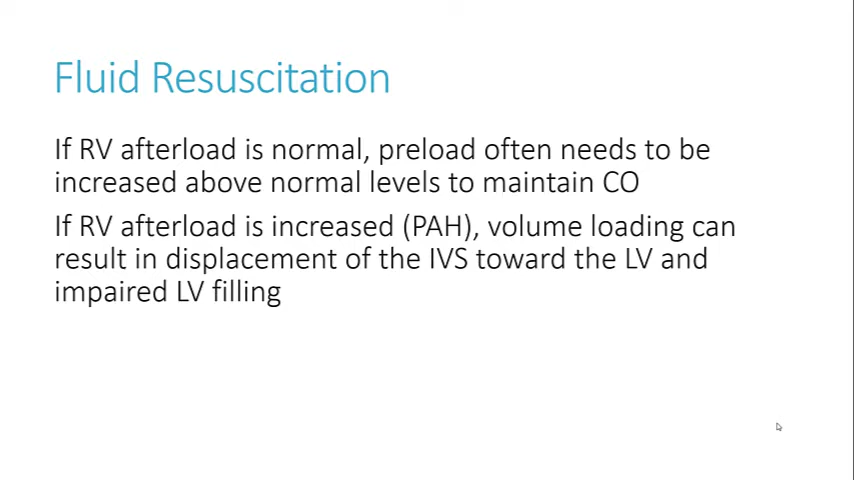 Fluid Resuscitation
If RV afterload is normal, preload often needs to be
increased above normal levels to maintain CO
If RV afterload is increased (PAH), volume loading can
result in displacement of the IVS toward the LV and
impaired LV filling